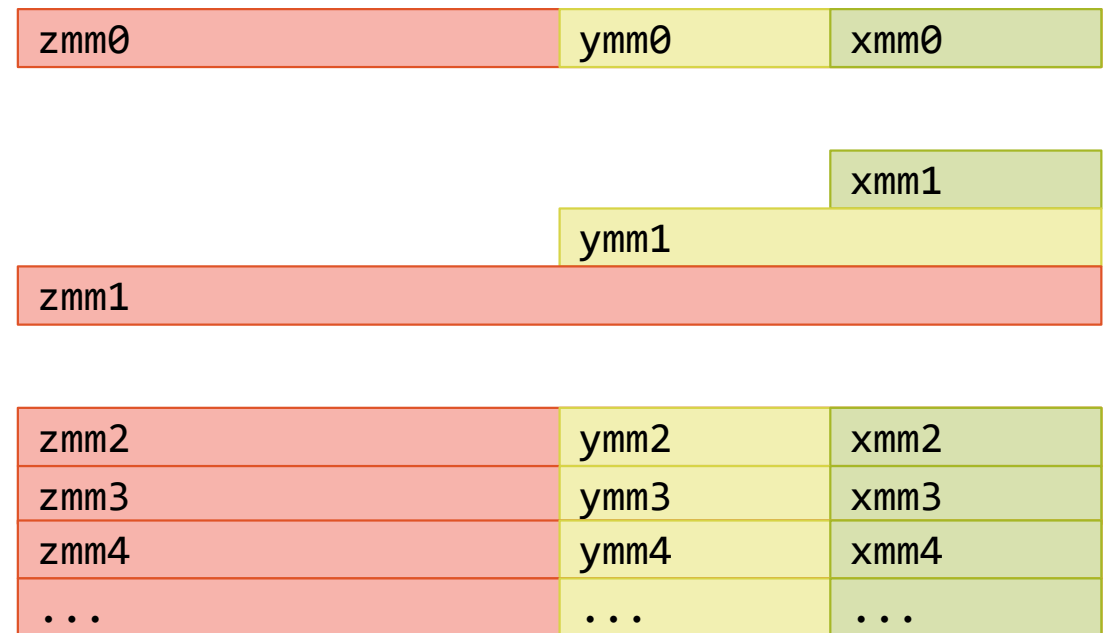 zmm0 ymm0 xmm0
xmm1
ymm1
zmm1
zmm2 ymm2 xmm2
zmm3 ymm3 xmm3
zmm4 ymm4 xmm4
... ... ...